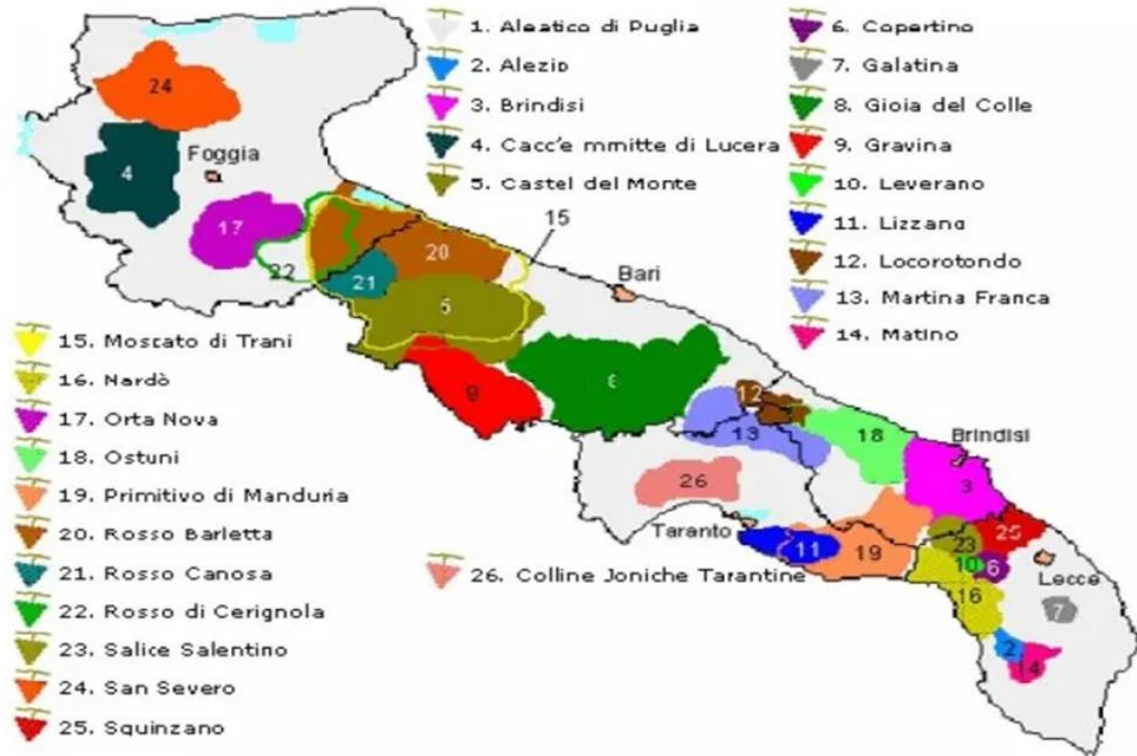 1. Aleatico di Puglia
2. Alezio
3. Brindisi
4. Cacc'e mmitte di Lucera
5. Castel del Monte
6. Copertino
7. Galatina
8. Gioia del Colle
9. Gravina
10. Leverano
11. Lizzano
12. Locorotondo
13. Martina Franca
14. Matino
15. Moscato di Trani
16. Nardò
17. Orta Nova
18. Ostuni
19. Primitivo di Manduria
20. Rosso Barletta
21. Rosso Canosa
22. Rosso di Cerignola
23. Salice Salentino
24. San Severo
25. Squinzano
26. Colline Joniche Tarantine
24
Foggia
4
17
22
20
15
21
5
Bari
9
8
12
13
18
Brindisi
3
26
Taranto
11
19
25
23
10
6
Lecce
16
7
2
14